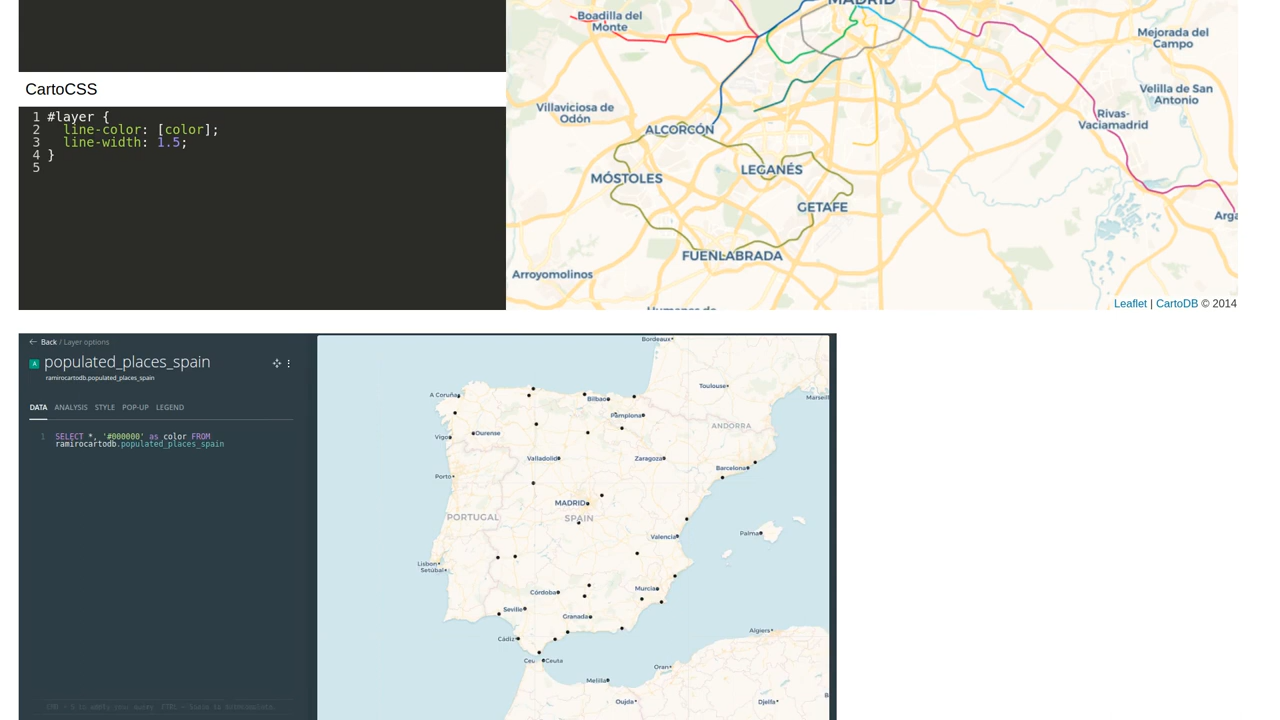 MADRID
Boadilla del
Monte
Mejorada del
Campo
CartoCSS
Villaviciosa de
Odón
Velilla de San
Antonio
1 #layer {
2 line-color: [color];
3 line-width: 1.5;
4 }
5
ALCORCÓN
Rivas-
Vaciamadrid
LEGANÉS
MÓSTOLES
GETAFE
Arga
FUENLABRADA
Arroyomolinos
Leaflet | CartoDB © 2014
Back / Layer options
A populated_places_spain
ramirocartodb.populated_places_spain
DATA ANALYSIS STYLE POP-UP LEGEND
1 SELECT *, '#000000' as color FROM
ramirocartodb.populated_places_spain
Bordeaux
Toulouse
Marseill
A Coruña
Bilbao
Pamplona
ANDORRA
Vigo
Ourense
Valladolid
Zaragoza
Barcelona
Porto
MADRID
PORTUGAL
SPAIN
Valencia
Palma
Lisbon
Setúbal
Córdoba
Murcia
Seville
Granada
Cádiz
Algiers
Ceu
Ceuta
Oran
Melilla
Oujda
Djelfa
B